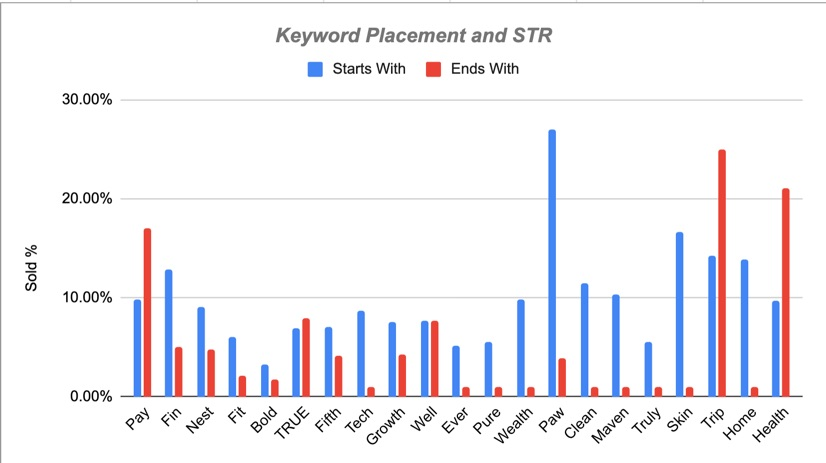 Keyword Placement and STR
Starts With Ends With
30.00%
20.00%
10.00%
0.00%
Sold %
Pay Fin Nest Fit Bold TRUE Fifth Tech Growth Well Ever Pure Wealth Paw Clean Maven Truly Skin Trip Home Health